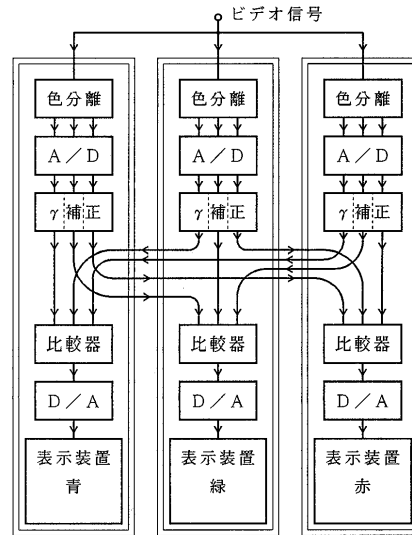 ビデオ信号
色分離 色分離 色分離
A/D A/D A/D
γ補正 γ補正 γ補正
比較器 比較器 比較器
D/A D/A D/A
表示装置 表示装置 表示装置
青 緑 赤